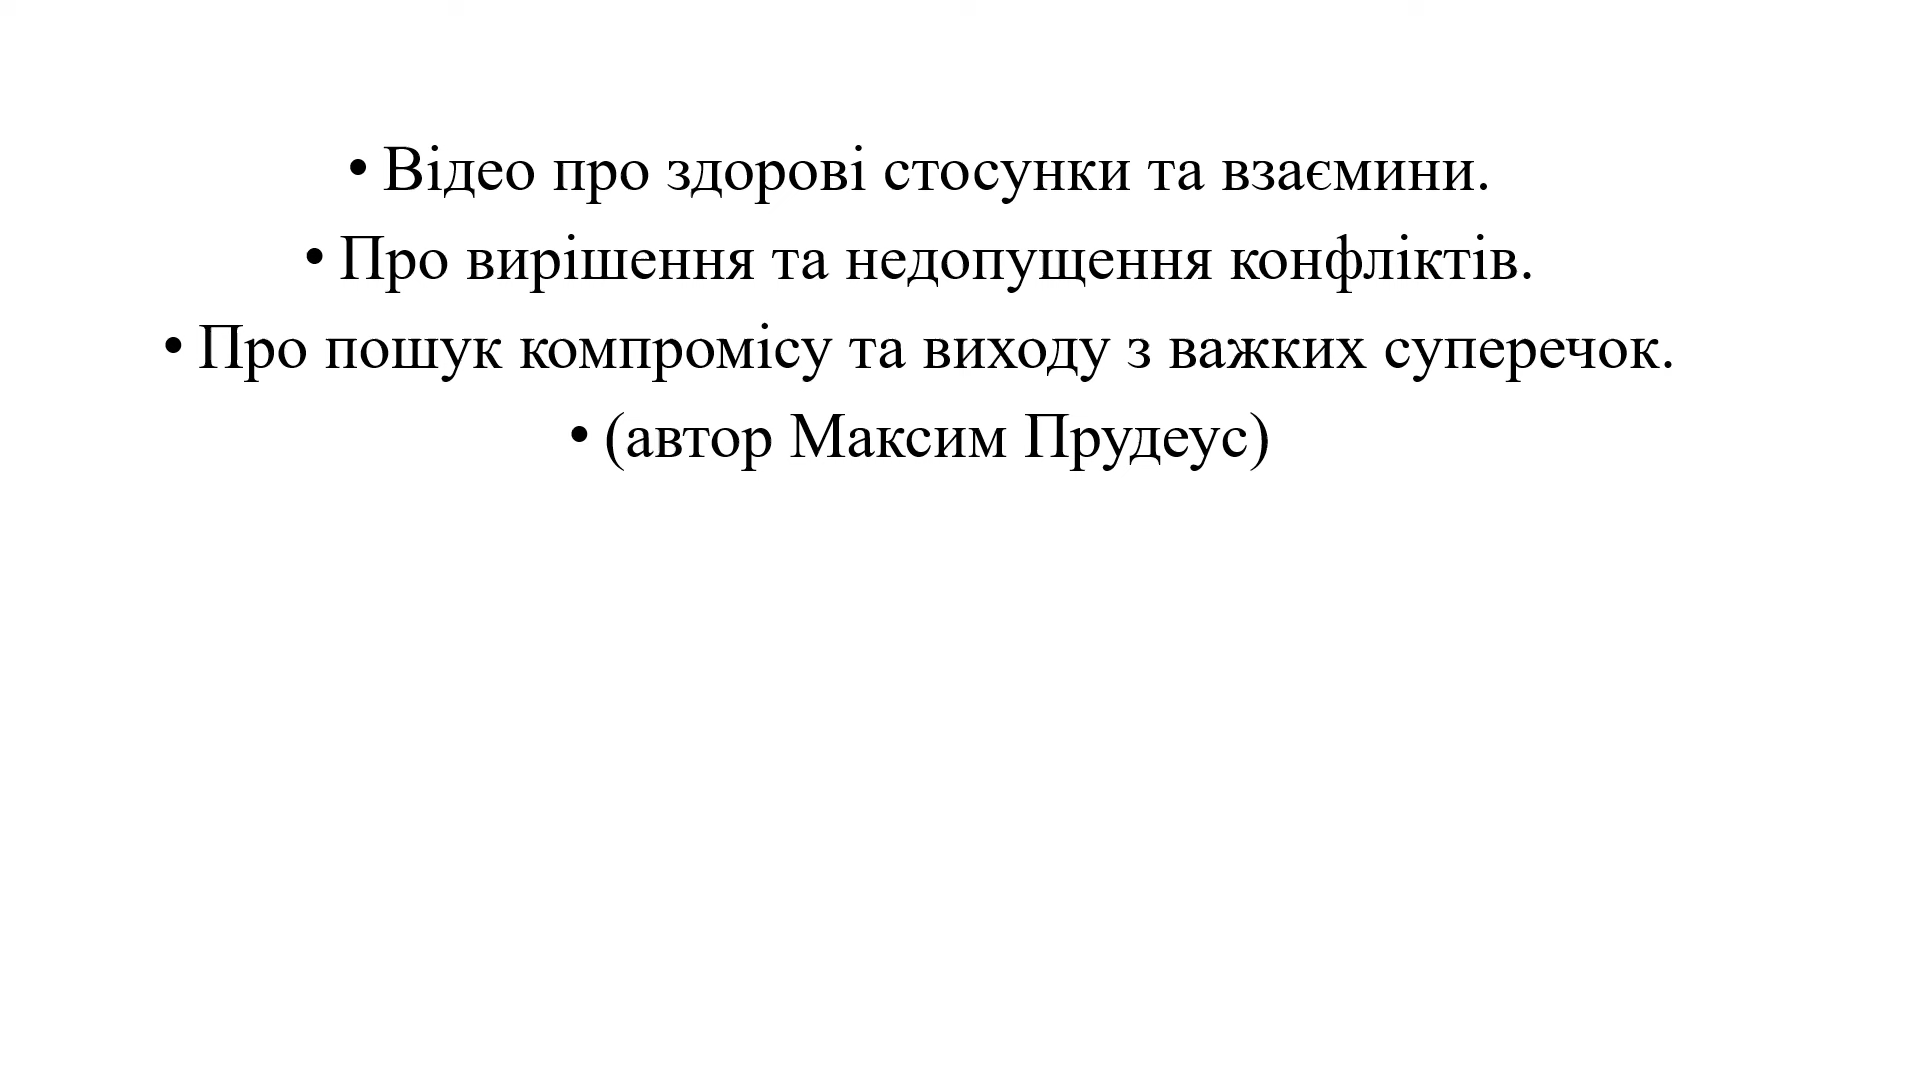 • Відео про здорові стосунки та взаємини.
• Про вирішення та недопущення конфліктів.
• Про пошук компромісу та виходу з важких суперечок.
• (автор Максим Прудеус)